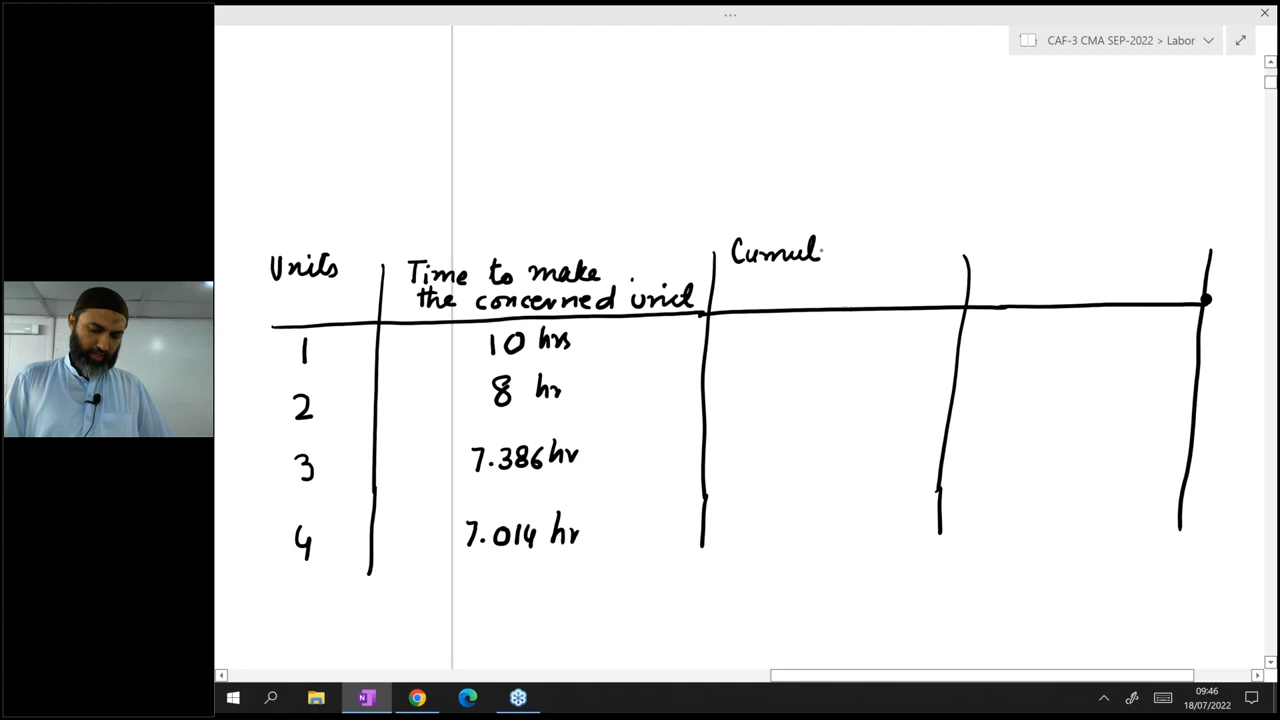 CAF-3 CMA SEP-2022 > Labor
Units
Time to make
the concerned unit
Cumul
1
10 hrs
2
8 hr
3
7.386 hr
4
7.014 hr
09:46
18/07/2022